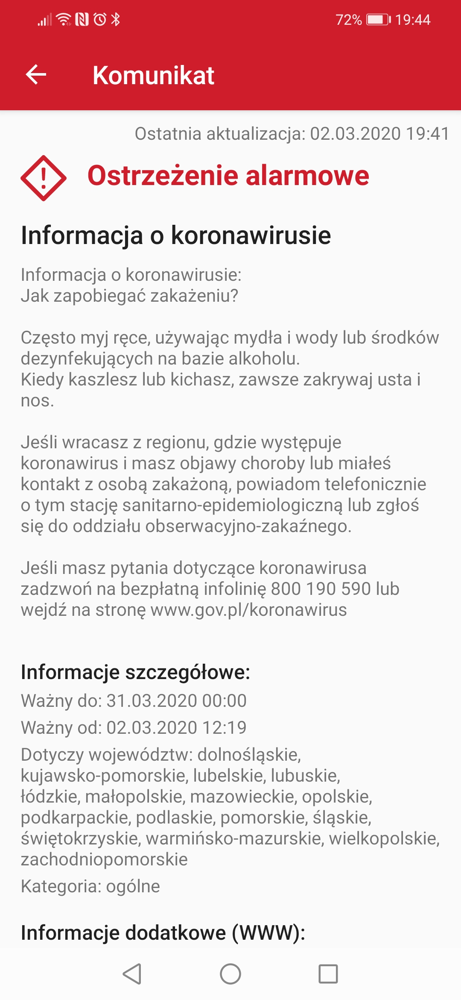 72% 19:44
Komunikat
Ostatnia aktualizacja: 02.03.2020 19:41
Ostrzeżenie alarmowe
Informacja o koronawirusie
Informacja o koronawirusie:
Jak zapobiegać zakażeniu?
Często myj ręce, używając mydła i wody lub środków
dezynfekujących na bazie alkoholu.
Kiedy kaszlesz lub kichasz, zawsze zakrywaj usta i
nos.
Jeśli wracasz z regionu, gdzie występuje
koronawirus i masz objawy choroby lub miałeś
kontakt z osobą zakażoną, powiadom telefonicznie
o tym stację sanitarno-epidemiologiczną lub zgłoś
się do oddziału obserwacyjno-zakaźnego.
Jeśli masz pytania dotyczące koronawirusa
zadzwoń na bezpłatną infolinię 800 190 590 lub
wejdź na stronę www.gov.pl/koronawirus
Informacje szczegółowe:
Ważny do: 31.03.2020 00:00
Ważny od: 02.03.2020 12:19
Dotyczy województw: dolnośląskie,
kujawsko-pomorskie, lubelskie, lubuskie,
łódzkie, małopolskie, mazowieckie, opolskie,
podkarpackie, podlaskie, pomorskie, śląskie,
świętokrzyskie, warmińsko-mazurskie, wielkopolskie,
zachodniopomorskie
Kategoria: ogólne
Informacje dodatkowe (WWW):